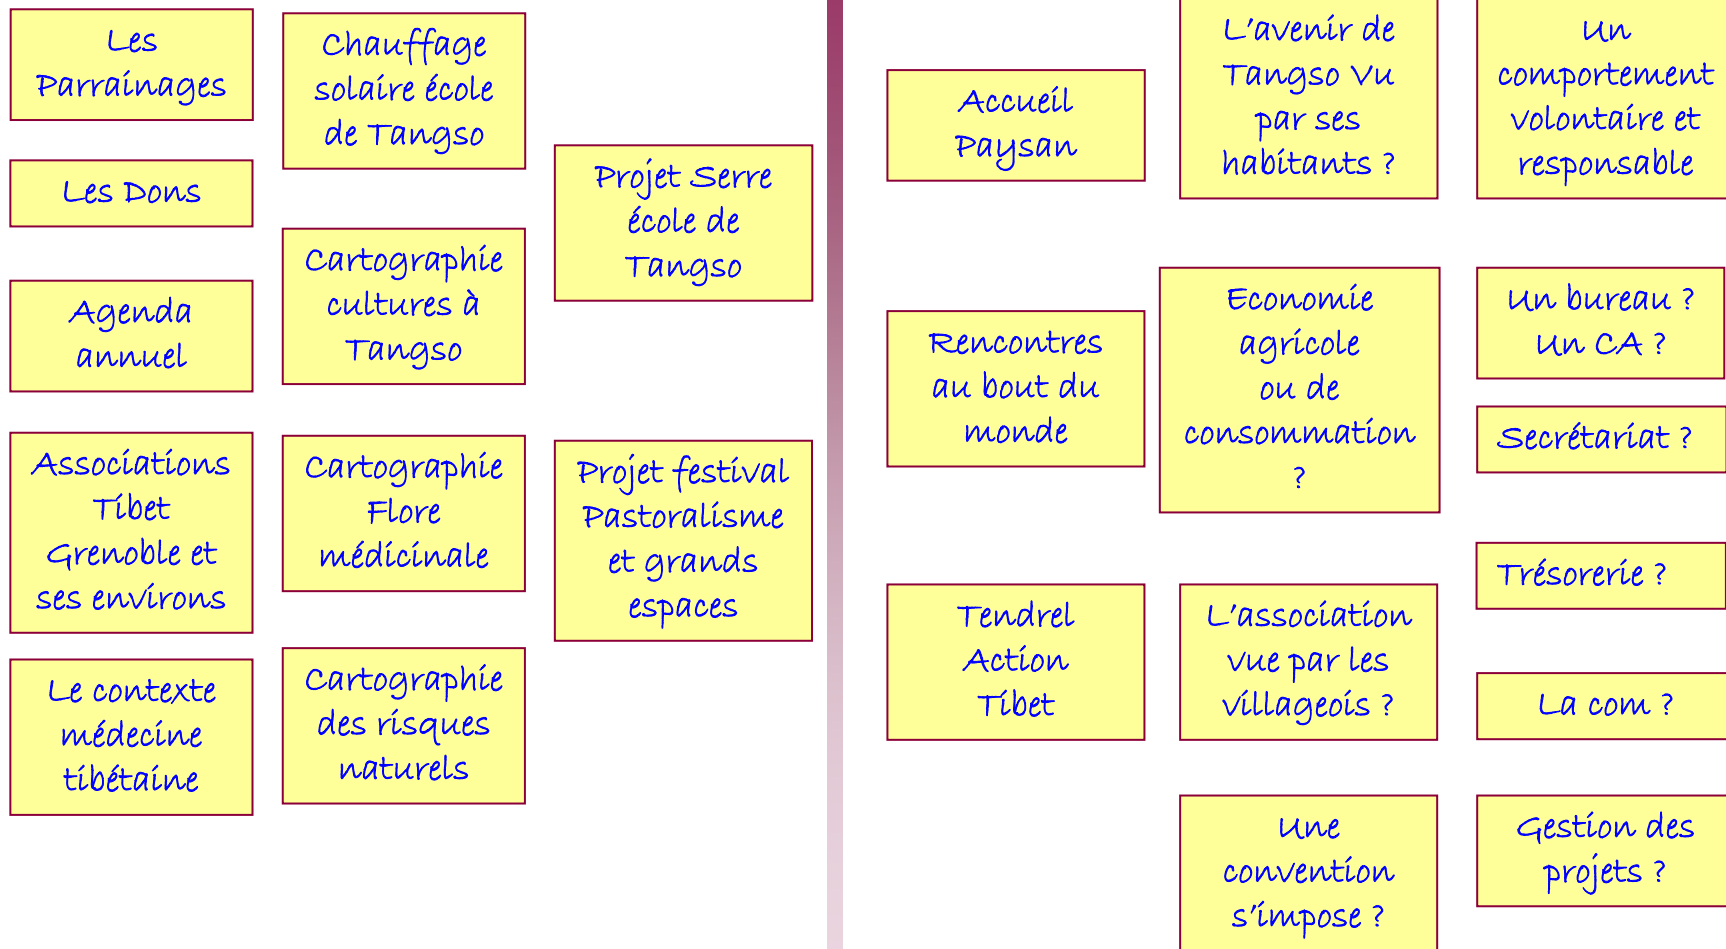 Les
Parrainages
Les Dons
Agenda
annuel
Associations
Tibet
Grenoble et
ses environs
Le contexte
médecine
tibétaine
Chauffage
solaire école
de Tangso
Cartographie
cultures à
Tangso
Cartographie
Flore
médicinale
Cartographie
des risques
naturels
Projet Serre
école de
Tangso
Projet festival
Pastoralisme
et grands
espaces
Accueil
Paysan
Rencontres
au bout du
monde
Tendrel
Action
Tibet
L'avenir de
Tangso Vu
par ses
habitants ?
Economie
agricole
ou de
consommation
?
L'association
vue par les
villageois ?
Une
convention
s'impose ?
Un
comportement
volontaire et
responsable
Un bureau ?
Un CA ?
Secrétariat ?
Trésorerie ?
La com ?
Gestion des
projets ?